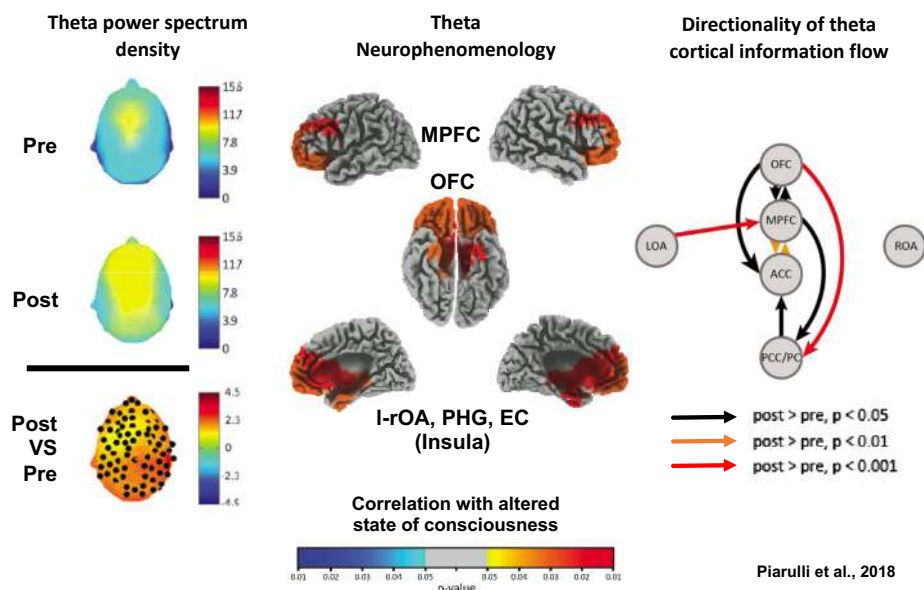 Theta power spectrum
density
Pre
15.6
11.7
7.8
3.9
0
Post
15.6
11.7
7.8
3.9
0
Post
VS
Pre
4.5
2.3
0
-2.3
-4.6
Theta
Neurophenomenology
MPFC
OFC
l-rOA, PHG, EC
(Insula)
Correlation with altered
state of consciousness
0.01 0.02 0.03 0.04 0.05 0.05 0.04 0.03 0.02 0.01
p-value
Directionality of theta
cortical information flow
OFC
MPFC
LOA
ROA
ACC
PCC/PC
post > pre, p < 0.05
post > pre, p < 0.01
post > pre, p < 0.001
Piarulli et al., 2018